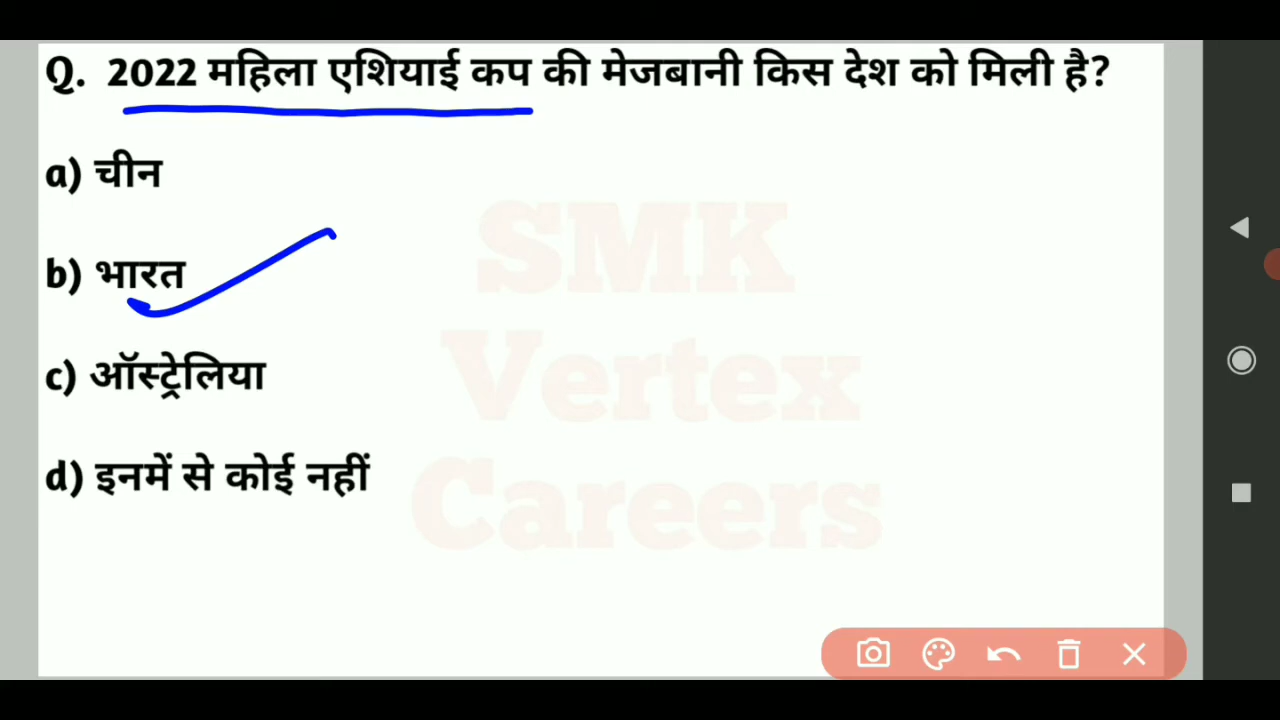 Q. 2022 महिला एशियाई कप की मेजबानी किस देश को मिली है?
a) चीन
b) भारत
c) ऑस्ट्रेलिया
d) इनमें से कोई नहीं
SMK
Vertex
Careers